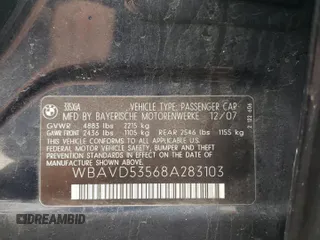 335XiA VEHICLE TYPE: PASSENGER CAR
MFD BY BAYERISCHE MOTORENWERKE 12/07
GVWR 4883 lbs 2215 kg
GAWR FRONT 2436 lbs 1105 kg REAR 2546 lbs 1155 kg
THIS VEHICLE CONFORMS TO ALL APPLICABLE FEDERAL
MOTOR VEHICLE SAFETY, BUMPER, AND THEFT PREVENTION
STANDARDS IN EFFECT ON THE DATE
OF MANUFACTURE SHOWN ABOVE.
WBAVD53568A283103
DREAMBID